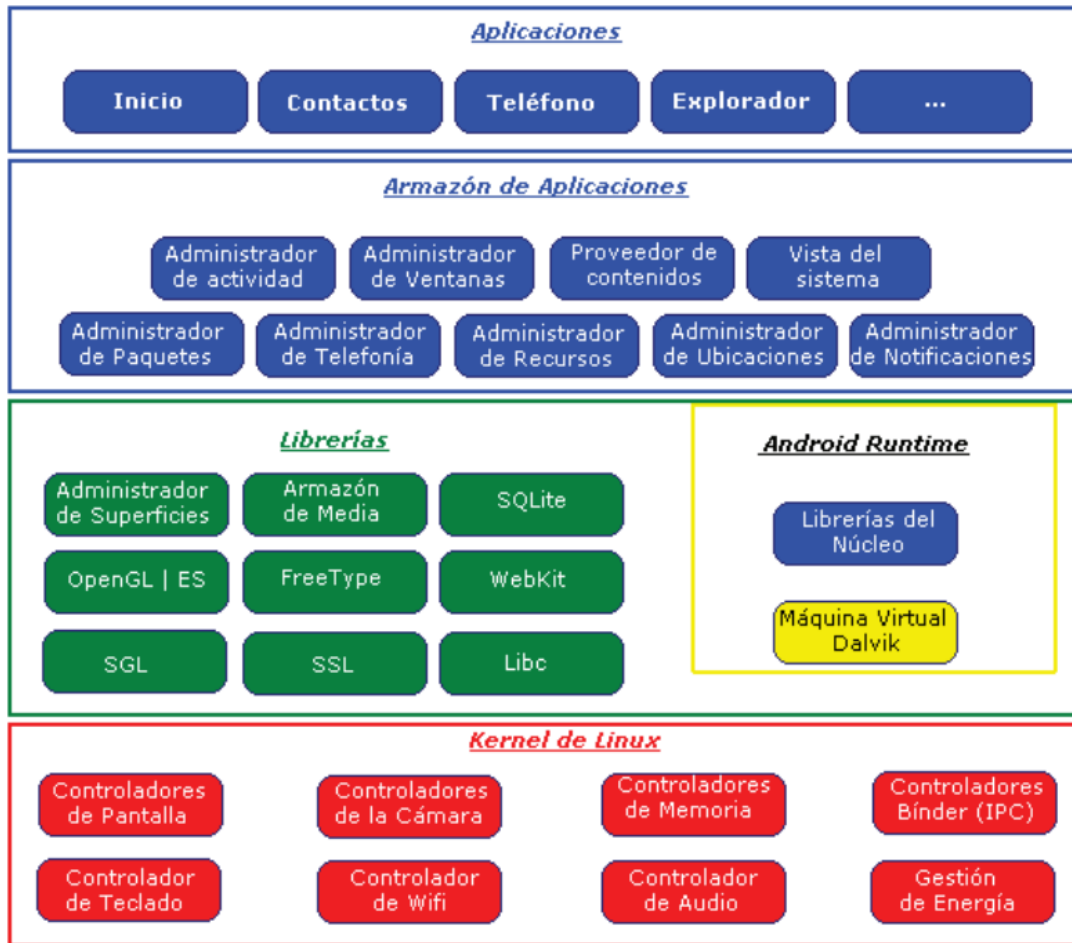 Aplicaciones
Inicio
Contactos
Teléfono
Explorador
...
Armazón de Aplicaciones
Administrador
de actividad
Administrador
de Ventanas
Proveedor de
contenidos
Vista del
sistema
Administrador
de Paquetes
Administrador
de Telefonía
Administrador
de Recursos
Administrador
de Ubicaciones
Administrador
de Notificaciones
Librerías
Administrador
de Superficies
Armazón
de Media
SQLite
OpenGL | ES
FreeType
WebKit
SGL
SSL
Libc
Android Runtime
Librerías del
Núcleo
Máquina Virtual
Dalvik
Kernel de Linux
Controladores
de Pantalla
Controladores
de la Cámara
Controladores
de Memoria
Controladores
Bínder (IPC)
Controlador
de Teclado
Controlador
de Wifi
Controlador
de Audio
Gestión
de Energía